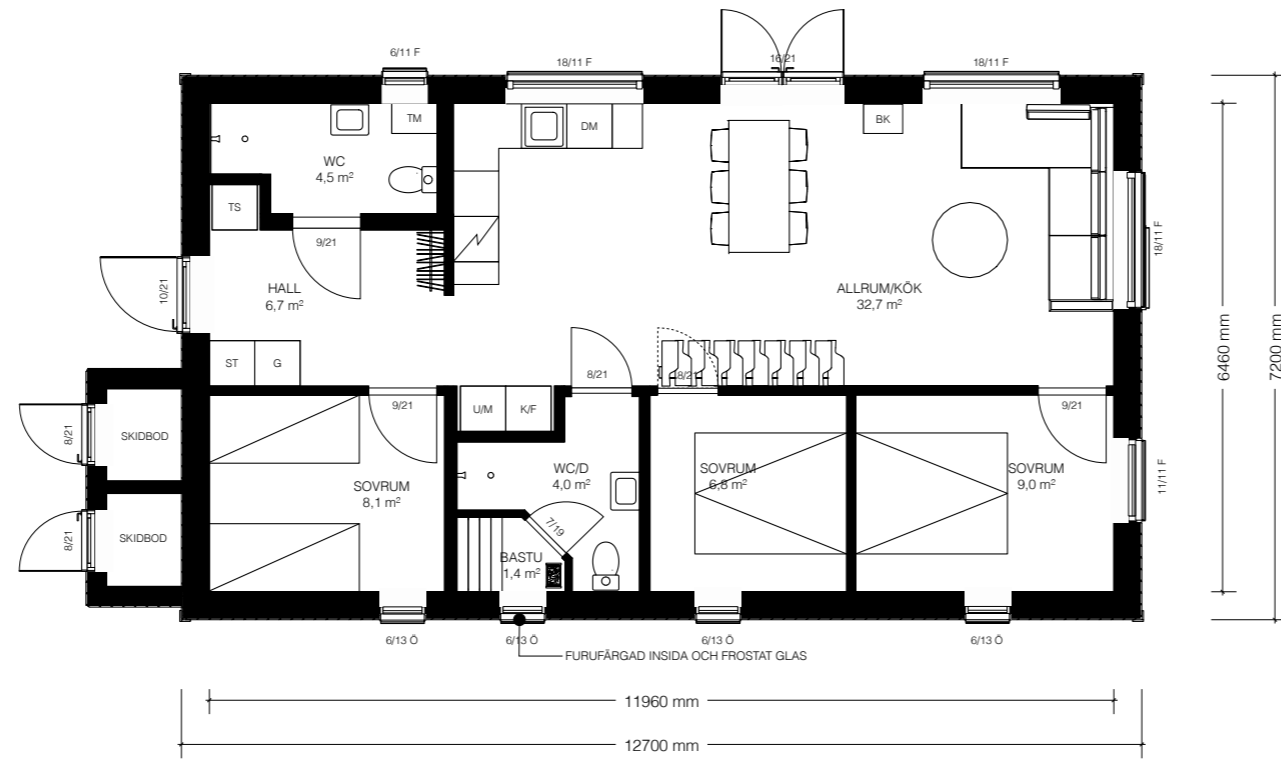 6/11 F
18/11 F
16/21
18/11 F
TM
DM
BK
WC
4,5 m²
TS
9/21
10/21
HALL
6,7 m²
ALLRUM/KÖK
32,7 m²
18/11 F
6460 mm
7200 mm
ST
G
8/21
8/21
9/21
U/M
K/F
9/21
8/21
SKIDBOD
SOVRUM
8,1 m²
WC/D
4,0 m²
SOVRUM
6,8 m²
SOVRUM
9,0 m²
11/11 F
8/21
SKIDBOD
7/19
BASTU
1,4 m²
6/13 Ö
6/13 Ö
6/13 Ö
6/13 Ö
FURUFÄRGAD INSIDA OCH FROSTAT GLAS
11960 mm
12700 mm